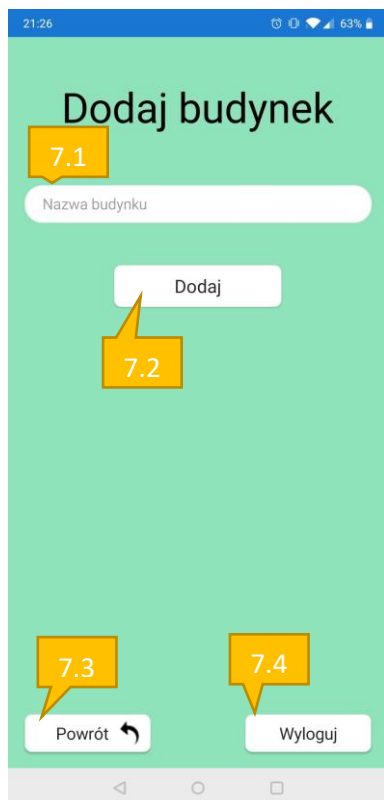 21:26 63%
Dodaj budynek
7.1
Nazwa budynku
Dodaj
7.2
7.3 7.4
Powrót Wyloguj